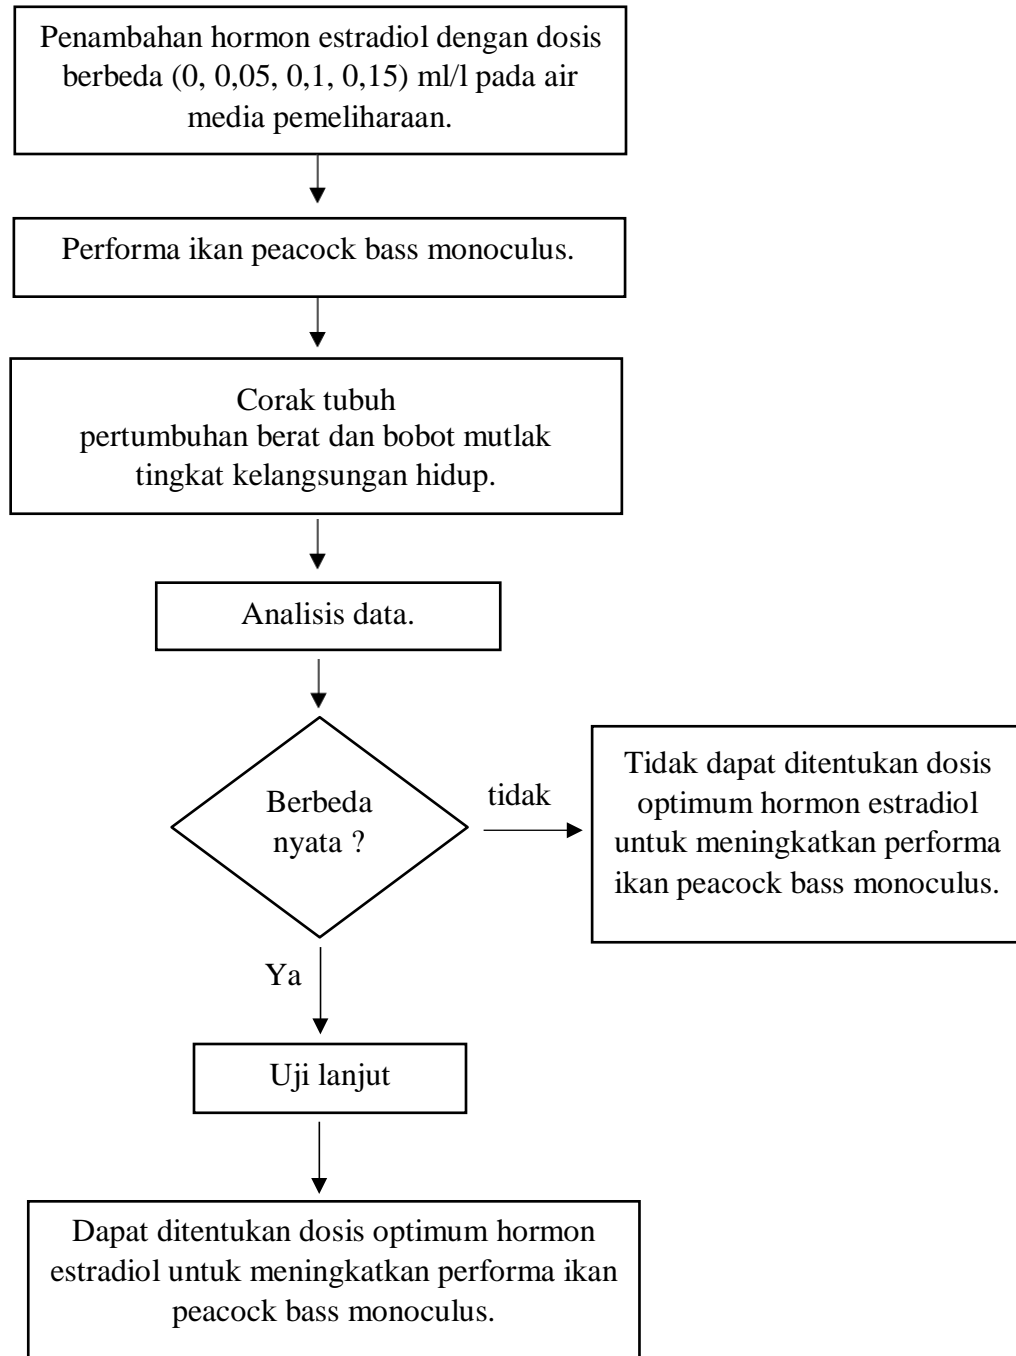 Penambahan hormon estradiol dengan dosis
berbeda (0, 0,05, 0,1, 0,15) ml/l pada air
media pemeliharaan.
Performa ikan peacock bass monoculus.
Corak tubuh
pertumbuhan berat dan bobot mutlak
tingkat kelangsungan hidup.
Analisis data.
Berbeda
nyata ?
tidak
Tidak dapat ditentukan dosis
optimum hormon estradiol
untuk meningkatkan performa
ikan peacock bass monoculus.
Ya
Uji lanjut
Dapat ditentukan dosis optimum hormon
estradiol untuk meningkatkan performa ikan
peacock bass monoculus.